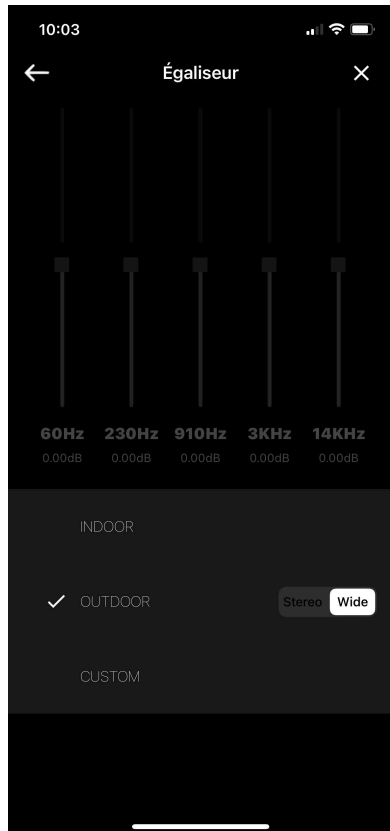 10:03
Égaliseur
60Hz 230Hz 910Hz 3KHz 14KHz
0.00dB 0.00dB 0.00dB 0.00dB 0.00dB
INDOOR
OUTDOOR Stereo Wide
CUSTOM